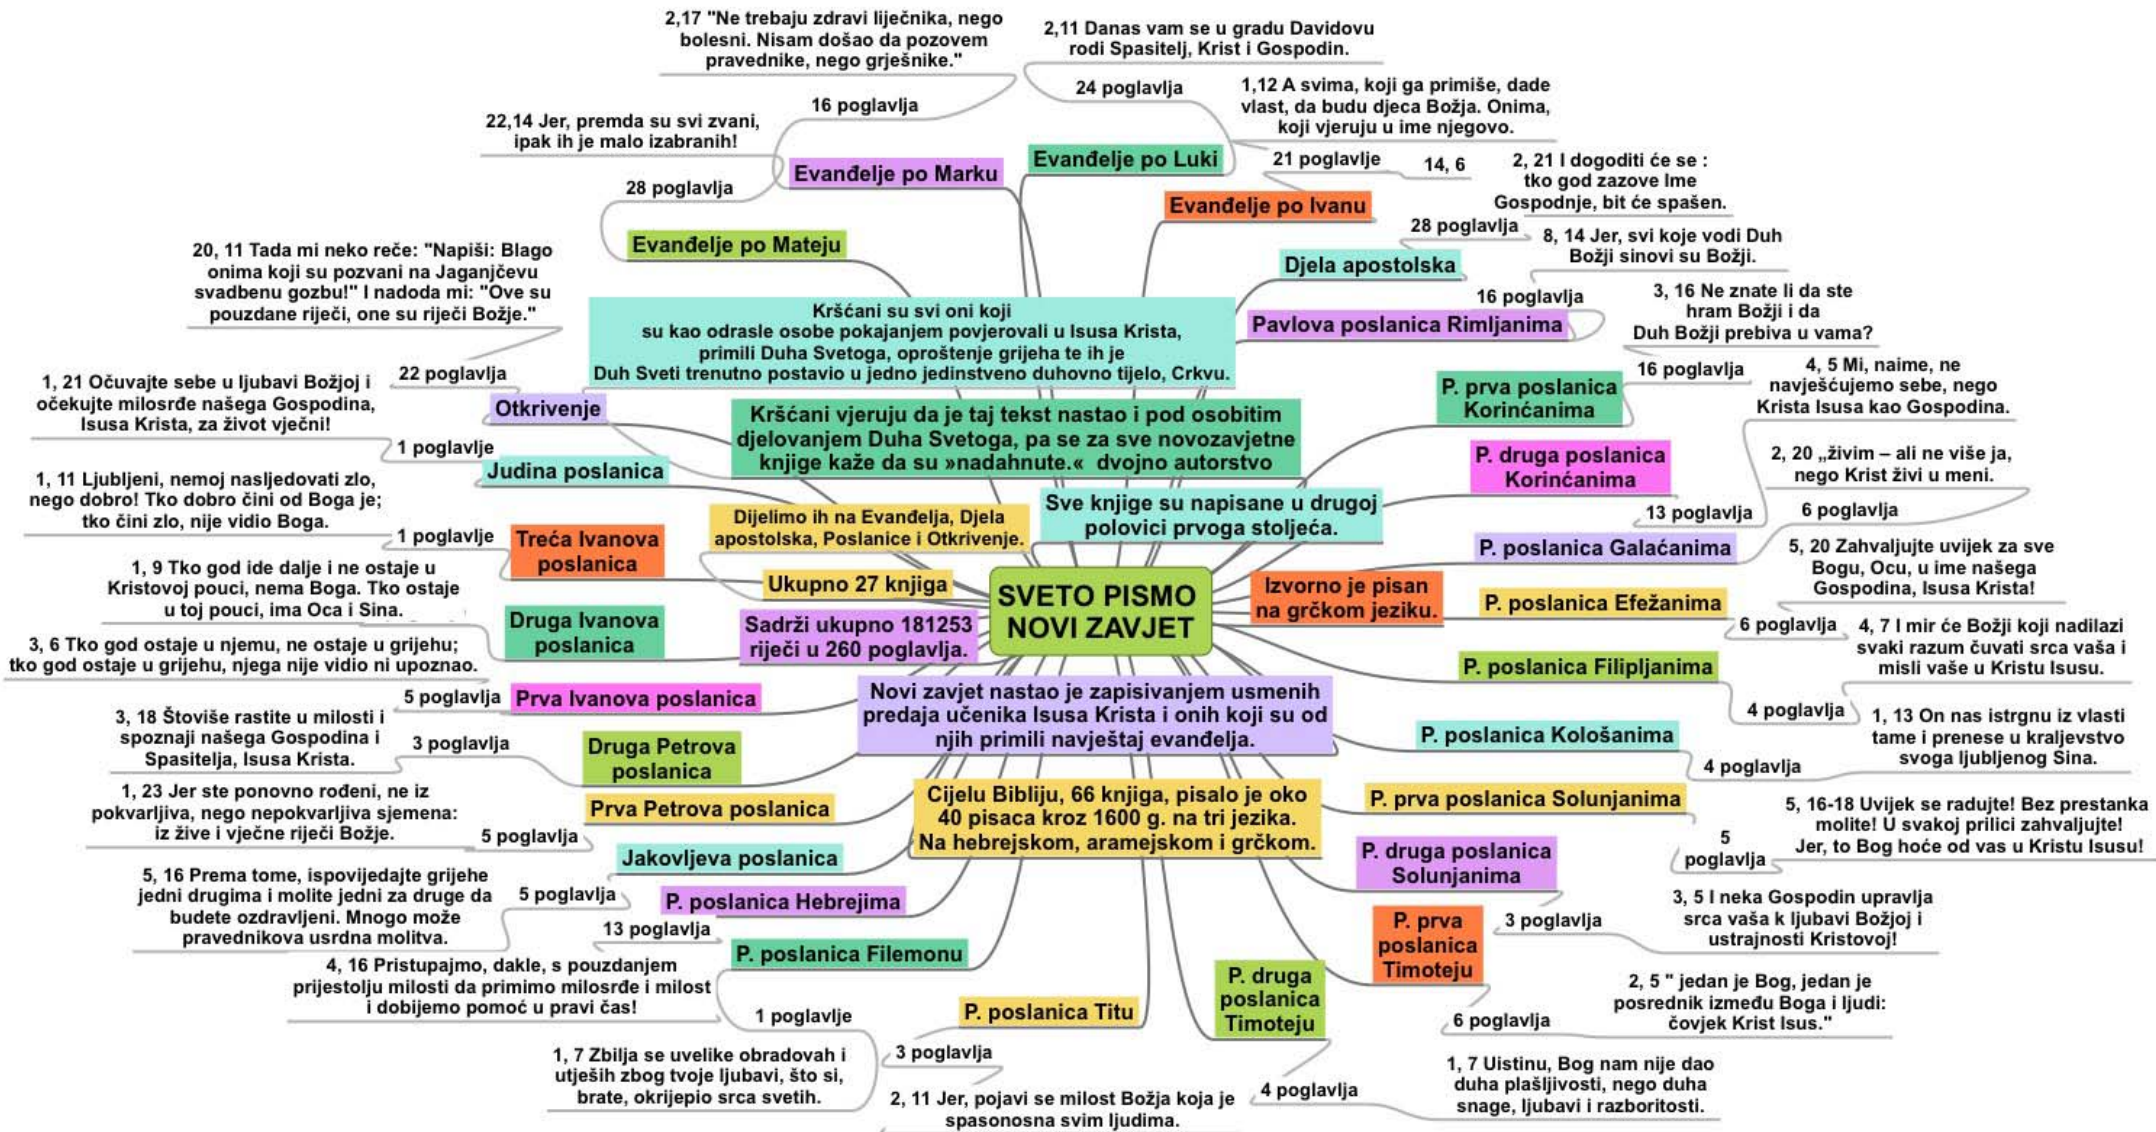 SVETO PISMO
NOVI ZAVJET
2,17 "Ne trebaju zdravi liječnika, nego
bolesni. Nisam došao da pozovem
pravednike, nego grješnike."
16 poglavlja
Evanđelje po Marku
2,11 Danas vam se u gradu Davidovu
rodi Spasitelj, Krist i Gospodin.
24 poglavlja
Evanđelje po Luki
1,12 A svima, koji ga primiše, dade
vlast, da budu djeca Božja. Onima,
koji vjeruju u ime njegovo.
21 poglavlje
14, 6
Evanđelje po Ivanu
2, 21 I dogoditi će se :
tko god zazove Ime
Gospodnje, bit će spašen.
28 poglavlja
Djela apostolska
8, 14 Jer, svi koje vodi Duh
Božji sinovi su Božji.
16 poglavlja
Pavlova poslanica Rimljanima
3, 16 Ne znate li da ste
hram Božji i da
Duh Božji prebiva u vama?
16 poglavlja
P. prva poslanica
Korinćanima
4, 5 Mi, naime, ne
navješćujemo sebe, nego
Krista Isusa kao Gospodina.
13 poglavlja
P. druga poslanica
Korinćanima
2, 20 „živim – ali ne više ja,
nego Krist živi u meni.
6 poglavlja
P. poslanica Galaćanima
5, 20 Zahvaljujte uvijek za sve
Bogu, Ocu, u ime našega
Gospodina, Isusa Krista!
6 poglavlja
P. poslanica Efežanima
4, 7 I mir će Božji koji nadilazi
svaki razum čuvati srca vaša i
misli vaše u Kristu Isusu.
4 poglavlja
P. poslanica Filipljanima
1, 13 On nas istrgnu iz vlasti
tame i prenese u kraljevstvo
svoga ljubljenog Sina.
4 poglavlja
P. poslanica Kološanima
5, 16-18 Uvijek se radujte! Bez prestanka
molite! U svakoj prilici zahvaljujte!
Jer, to Bog hoće od vas u Kristu Isusu!
5
poglavlja
P. prva poslanica Solunjanima
3, 5 I neka Gospodin upravlja
srca vaša k ljubavi Božjoj i
ustrajnosti Kristovoj!
3 poglavlja
P. druga poslanica
Solunjanima
2, 5 " jedan je Bog, jedan je
posrednik između Boga i ljudi:
čovjek Krist Isus."
6 poglavlja
P. prva
poslanica
Timoteju
1, 7 Uistinu, Bog nam nije dao
duha plašljivosti, nego duha
snage, ljubavi i razboritosti.
4 poglavlja
P. druga
poslanica
Timoteju
2, 11 Jer, pojavi se milost Božja koja je
spasonosna svim ljudima.
3 poglavlja
P. poslanica Titu
1, 7 Zbilja se uvelike obradovah i
utješih zbog tvoje ljubavi, što si,
brate, okrijepio srca svetih.
1 poglavlje
P. poslanica Filemonu
4, 16 Pristupajmo, dakle, s pouzdanjem
prijestolju milosti da primimo milosrđe i milost
i dobijemo pomoć u pravi čas!
13 poglavlja
P. poslanica Hebrejima
5, 16 Prema tome, ispovijedajte grijehe
jedni drugima i molite jedni za druge da
budete ozdravljeni. Mnogo može
pravednikova usrdna molitva.
5 poglavlja
Jakovljeva poslanica
1, 23 Jer ste ponovno rođeni, ne iz
pokvarljiva, nego nepokvarljiva sjemena:
iz žive i vječne riječi Božje.
5 poglavlja
Prva Petrova poslanica
3, 18 Štoviše rastite u milosti i
spoznaji našega Gospodina i
Spasitelja, Isusa Krista.
3 poglavlja
Druga Petrova
poslanica
3, 6 Tko god ostaje u njemu, ne ostaje u grijehu;
tko god ostaje u grijehu, njega nije vidio ni upoznao.
5 poglavlja
Prva Ivanova poslanica
1, 9 Tko god ide dalje i ne ostaje u
Kristovoj pouci, nema Boga. Tko ostaje
u toj pouci, ima Oca i Sina.
Druga Ivanova
poslanica
1, 11 Ljubljeni, nemoj nasljedovati zlo,
nego dobro! Tko dobro čini od Boga je;
tko čini zlo, nije vidio Boga.
1 poglavlje
Treća Ivanova
poslanica
1, 21 Očuvajte sebe u ljubavi Božjoj i
očekujte milosrđe našega Gospodina,
Isusa Krista, za život vječni!
1 poglavlje
Judina poslanica
20, 11 Tada mi neko reče: "Napiši: Blago
onima koji su pozvani na Jaganjčevu
svadbenu gozbu!" I nadoda mi: "Ove su
pouzdane riječi, one su riječi Božje."
22 poglavlja
Otkrivenje
22,14 Jer, premda su svi zvani,
ipak ih je malo izabranih!
28 poglavlja
Evanđelje po Mateju
Kršćani su svi oni koji
su kao odrasle osobe pokajanjem povjerovali u Isusa Krista,
primili Duha Svetoga, oproštenje grijeha te ih je
Duh Sveti trenutno postavio u jedno jedinstveno duhovno tijelo, Crkvu.
Kršćani vjeruju da je taj tekst nastao i pod osobitim
djelovanjem Duha Svetoga, pa se za sve novozavjetne
knjige kaže da su »nadahnute.« dvojno autorstvo
Sve knjige su napisane u drugoj
polovici prvoga stoljeća.
Dijelimo ih na Evanđelja, Djela
apostolska, Poslanice i Otkrivenje.
Ukupno 27 knjiga
Izvorno je pisan
na grčkom jeziku.
Sadrži ukupno 181253
riječi u 260 poglavlja.
Novi zavjet nastao je zapisivanjem usmenih
predaja učenika Isusa Krista i onih koji su od
njih primili navještaj evanđelja.
Cijelu Bibliju, 66 knjiga, pisalo je oko
40 pisaca kroz 1600 g. na tri jezika.
Na hebrejskom, aramejskom i grčkom.